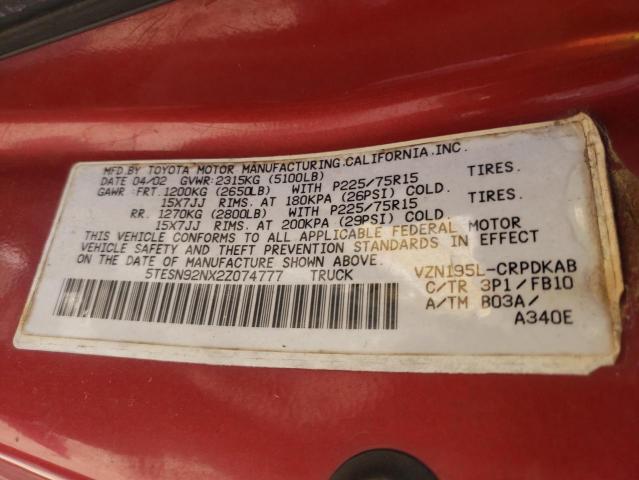 MFD.BY TOYOTA MOTOR MANUFACTURING,CALIFORNIA,INC.
DATE 04/02 GVWR:2315KG (5100LB)
GAWR FRT.1200KG (2650LB) WITH P225/75R15 TIRES.
15X7JJ RIMS. AT 180KPA (26PSI) COLD.
RR. 1270KG (2800LB) WITH P225/75R15 TIRES.
15X7JJ RIMS. AT 200KPA (29PSI) COLD.
THIS VEHICLE CONFORMS TO ALL APPLICABLE FEDERAL MOTOR
VEHICLE SAFETY AND THEFT PREVENTION STANDARDS IN EFFECT
ON THE DATE OF MANUFACTURE SHOWN ABOVE.
5TESN92NX2Z074777 TRUCK
VZN195L-CRPDKAB
C/TR 3P1/FB10
A/TM B03A/
A340E